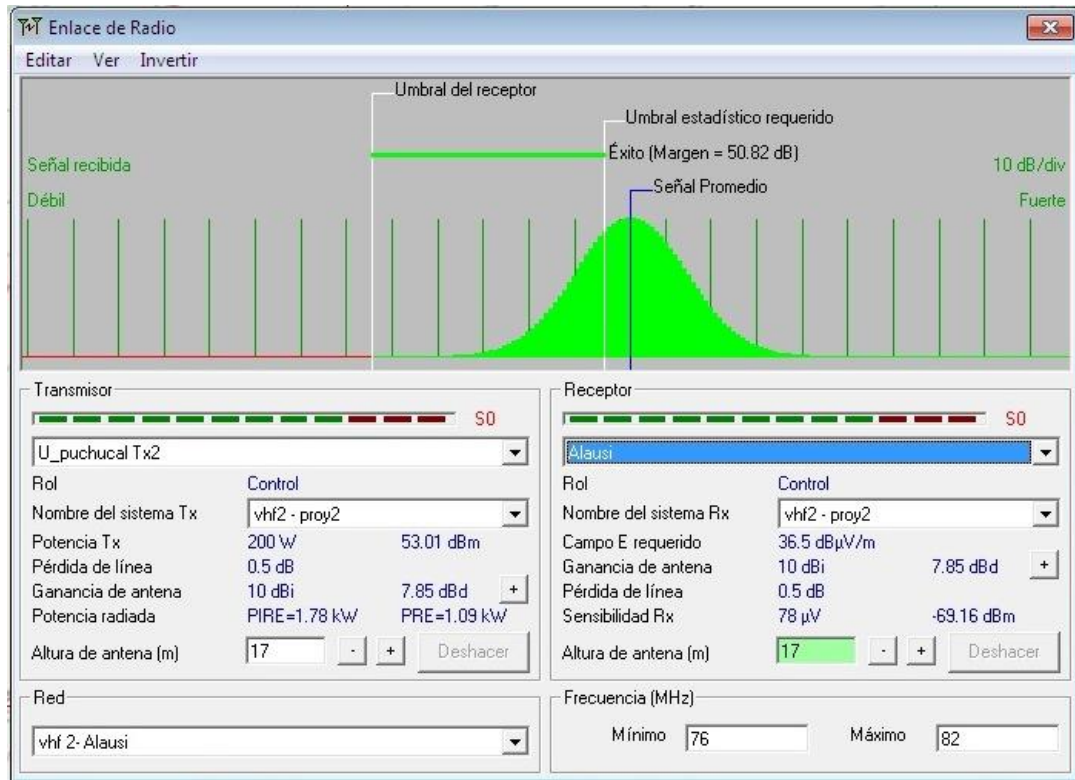 Enlace de Radio
Editar Ver Invertir
Umbral del receptor
Umbral estadístico requerido
Éxito (Margen = 50.82 dB)
Señal recibida
10 dB/div
Señal Promedio
Débil
Fuerte
Transmisor
S0
U_puchucal Tx2
Rol Control
Nombre del sistema Tx vhf2 - proy2
Potencia Tx 200 W 53.01 dBm
Pérdida de línea 0.5 dB
Ganancia de antena 10 dBi 7.85 dBd +
Potencia radiada PIRE=1.78 kW PRE=1.09 kW
Altura de antena (m) 17 - + Deshacer
Red
vhf 2- Alausi
Receptor
S0
Alausi
Rol Control
Nombre del sistema Rx vhf2 - proy2
Campo E requerido 36.5 dBµV/m
Ganancia de antena 10 dBi 7.85 dBd +
Pérdida de línea 0.5 dB
Sensibilidad Rx 78 µV -69.16 dBm
Altura de antena (m) 17 - + Deshacer
Frecuencia (MHz)
Mínimo 76 Máximo 82